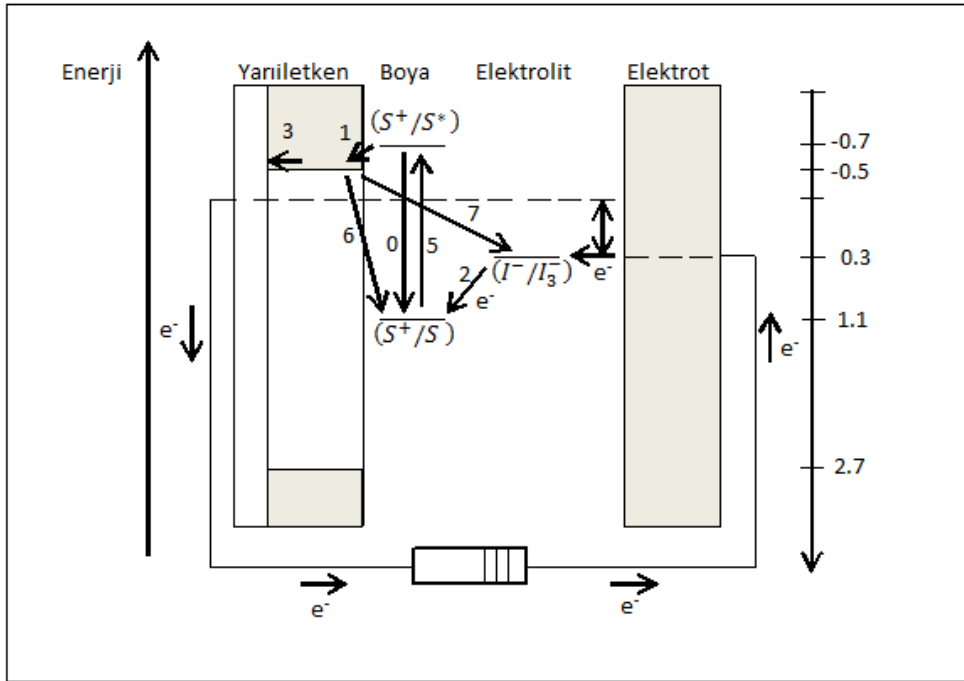 Enerji
Yarıiletken
Boya
Elektrolit
Elektrot
3
1
(S⁺/S*)
-0.7
-0.5
7
6
0
5
(I⁻/I₃⁻)
e⁻
0.3
2
e⁻
(S⁺/S)
1.1
e⁻
e⁻
2.7
e⁻
e⁻